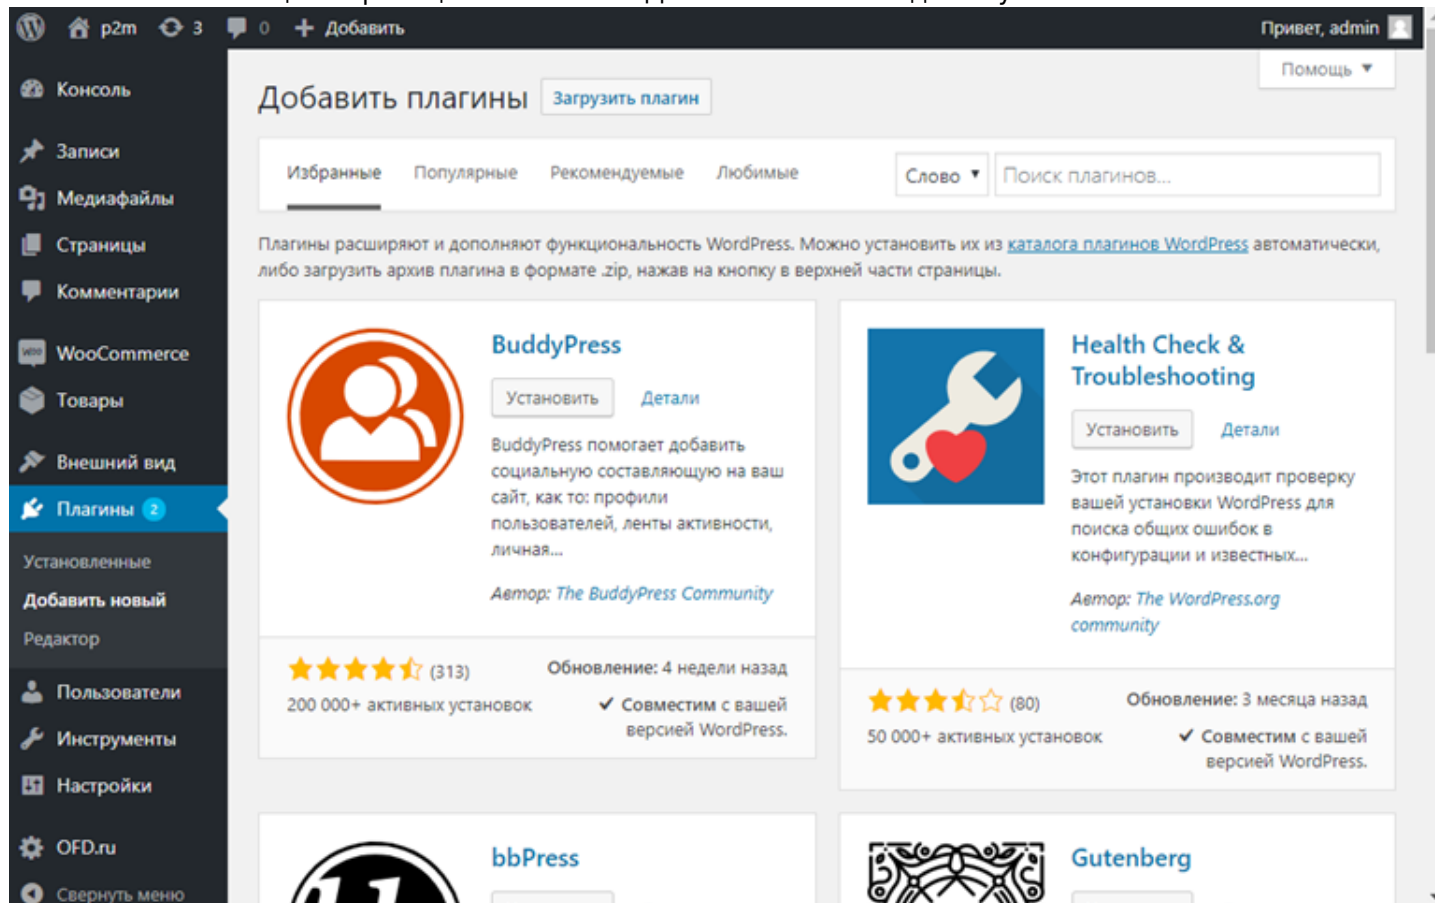 p2m 3 0 Добавить Привет, admin
Помощь
Консоль
Записи
Медиафайлы
Страницы
Комментарии
WooCommerce
Товары
Внешний вид
Плагины 2
Установленные
Добавить новый
Редактор
Пользователи
Инструменты
Настройки
OFD.ru
Свернуть меню
Добавить плагины Загрузить плагин
Избранные Популярные Рекомендуемые Любимые Слово Поиск плагинов...
Плагины расширяют и дополняют функциональность WordPress. Можно установить их из каталога плагинов WordPress автоматически,
либо загрузить архив плагина в формате .zip, нажав на кнопку в верхней части страницы.
BuddyPress
Установить Детали
BuddyPress помогает добавить
социальную составляющую на ваш
сайт, как то: профили
пользователей, ленты активности,
личная...
Автор: The BuddyPress Community
(313) Обновление: 4 недели назад
200 000+ активных установок ✔ Совместим с вашей
версией WordPress.
Health Check &
Troubleshooting
Установить Детали
Этот плагин производит проверку
вашей установки WordPress для
поиска общих ошибок в
конфигурации и известных...
Автор: The WordPress.org
community
(80) Обновление: 3 месяца назад
50 000+ активных установок ✔ Совместим с вашей
версией WordPress.
bbPress
Gutenberg